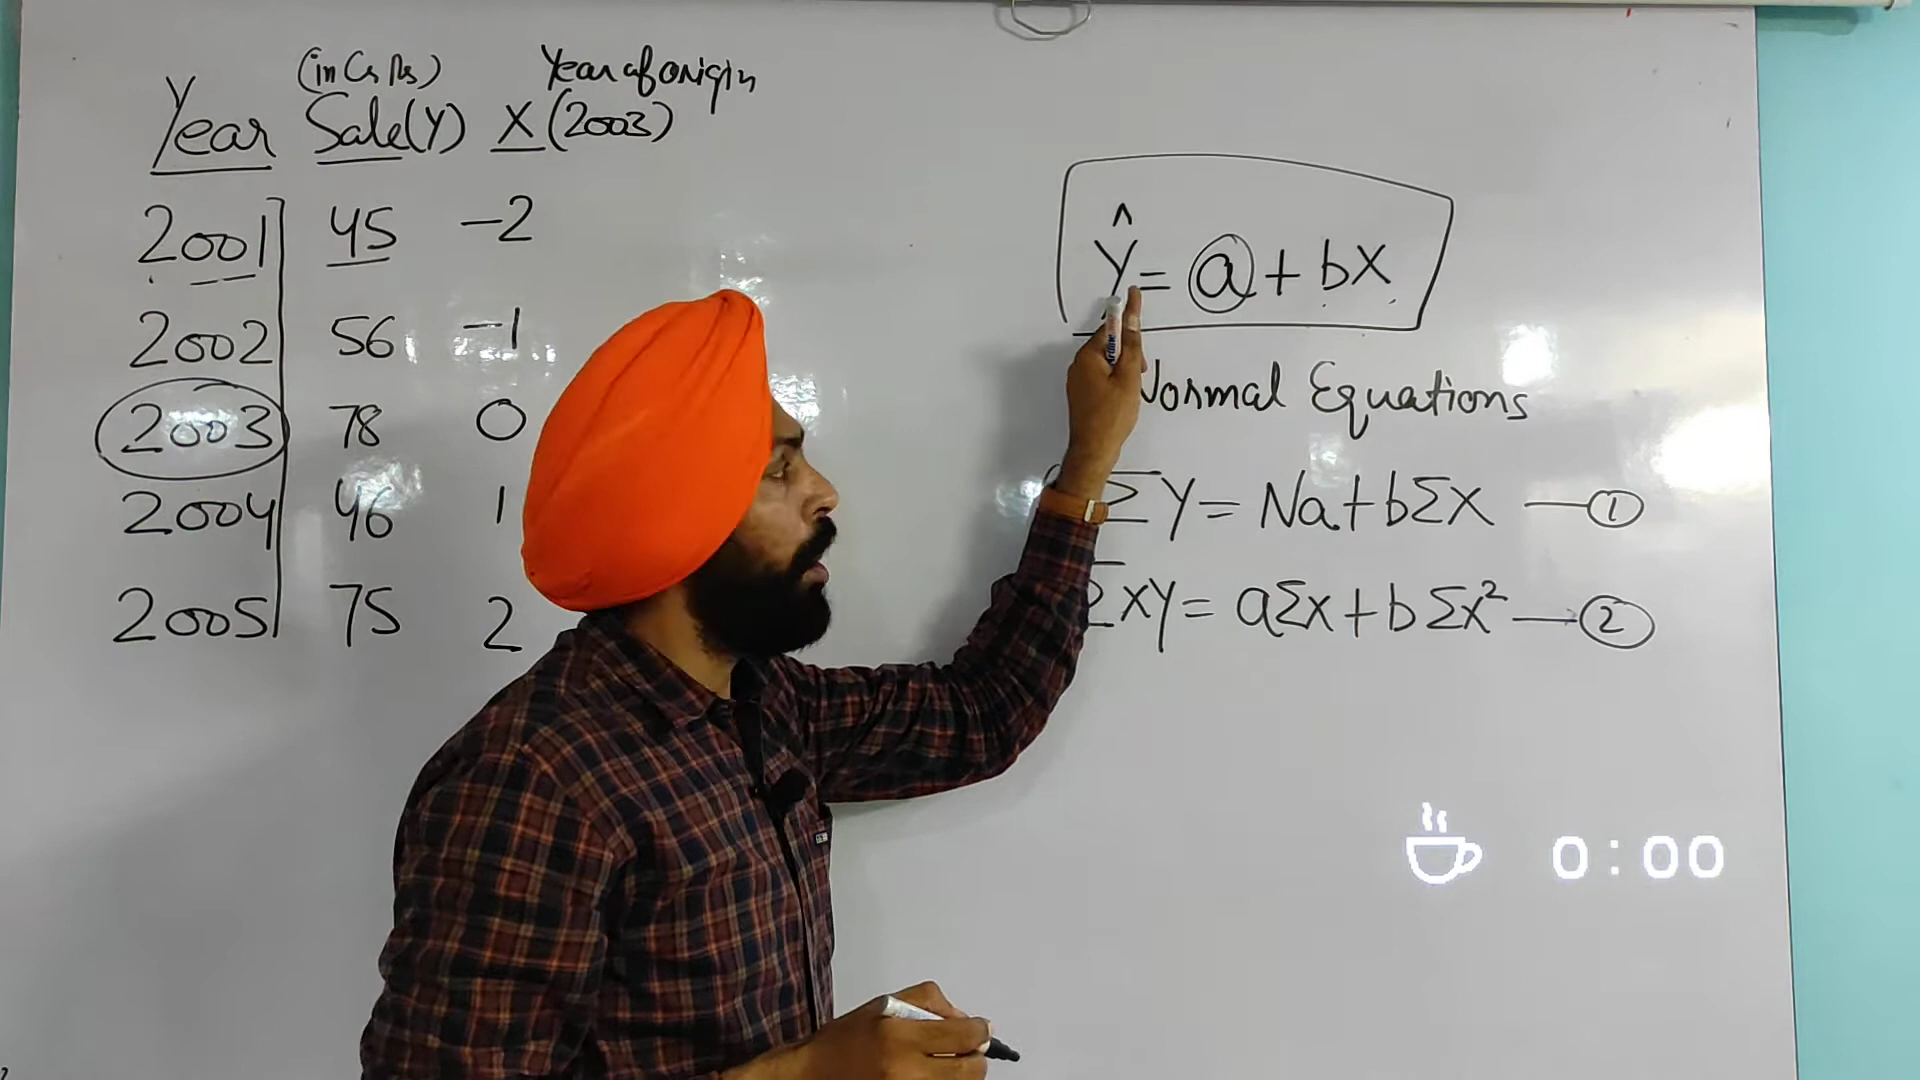 (in Cr Rs) Year of origin
Year Sale(Y) X (2003)
2001 45 -2
2002 56 -1
2003 78 0
2004 46 1
2005 75 2
Ŷ = a + bX
Normal Equations
ΣY = Na + bΣX — 1
ΣXY = aΣX + bΣX² — 2
0:00